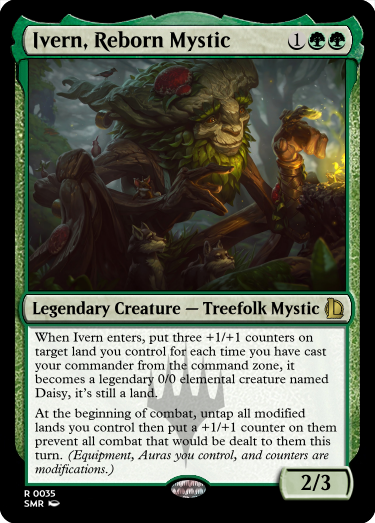 Ivern, Reborn Mystic 1
Legendary Creature — Treefolk Mystic
When Ivern enters, put three +1/+1 counters on
target land you control for each time you have cast
your commander from the command zone, it
becomes a legendary 0/0 elemental creature named
Daisy, it's still a land.
At the beginning of combat, untap all modified
lands you control then put a +1/+1 counter on them
prevent all combat that would be dealt to them this
turn. (Equipment, Auras you control, and counters are
modifications.)
2/3
R 0035
SMR